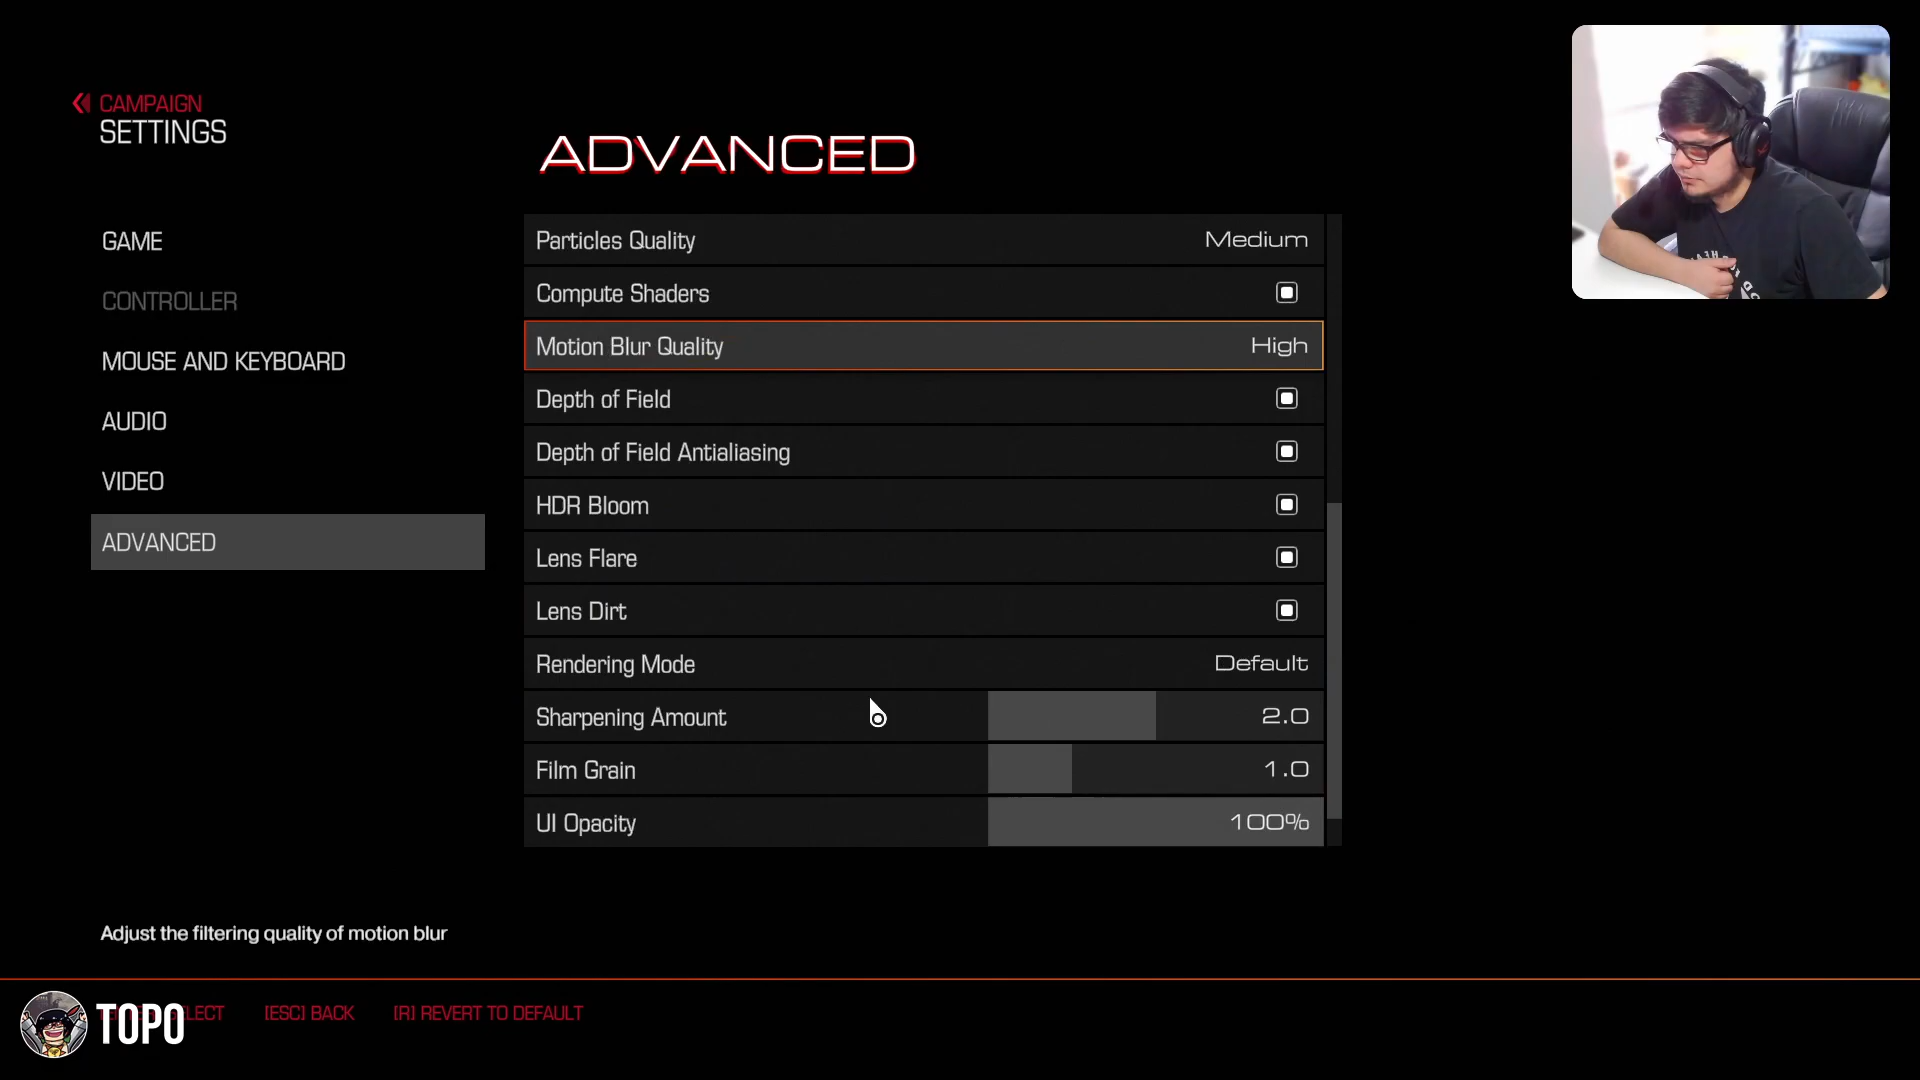 CAMPAIGN
SETTINGS
ADVANCED
GAME
CONTROLLER
MOUSE AND KEYBOARD
AUDIO
VIDEO
ADVANCED
Particles Quality Medium
Compute Shaders
Motion Blur Quality High
Depth of Field
Depth of Field Antialiasing
HDR Bloom
Lens Flare
Lens Dirt
Rendering Mode Default
Sharpening Amount 2.0
Film Grain 1.0
UI Opacity 100%
Adjust the filtering quality of motion blur
TOPO
[ESC] BACK [R] REVERT TO DEFAULT